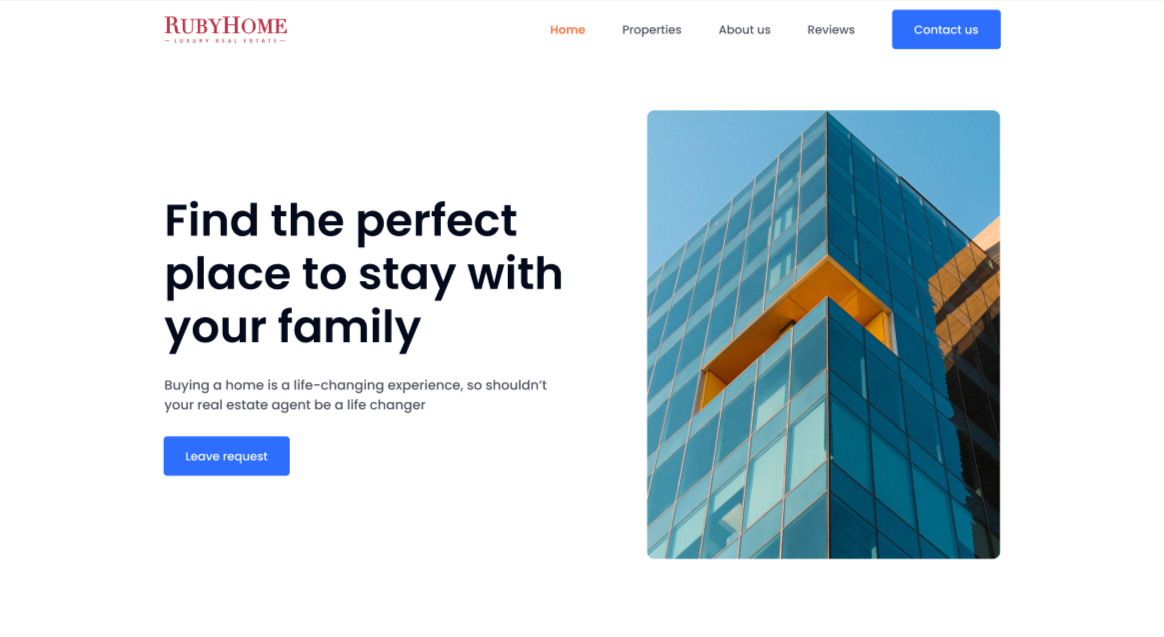 RUBYHOME
LUXURY REAL ESTATE
Home
Properties
About us
Reviews
Contact us
Find the perfect
place to stay with
your family
Buying a home is a life-changing experience, so shouldn’t
your real estate agent be a life changer
Leave request